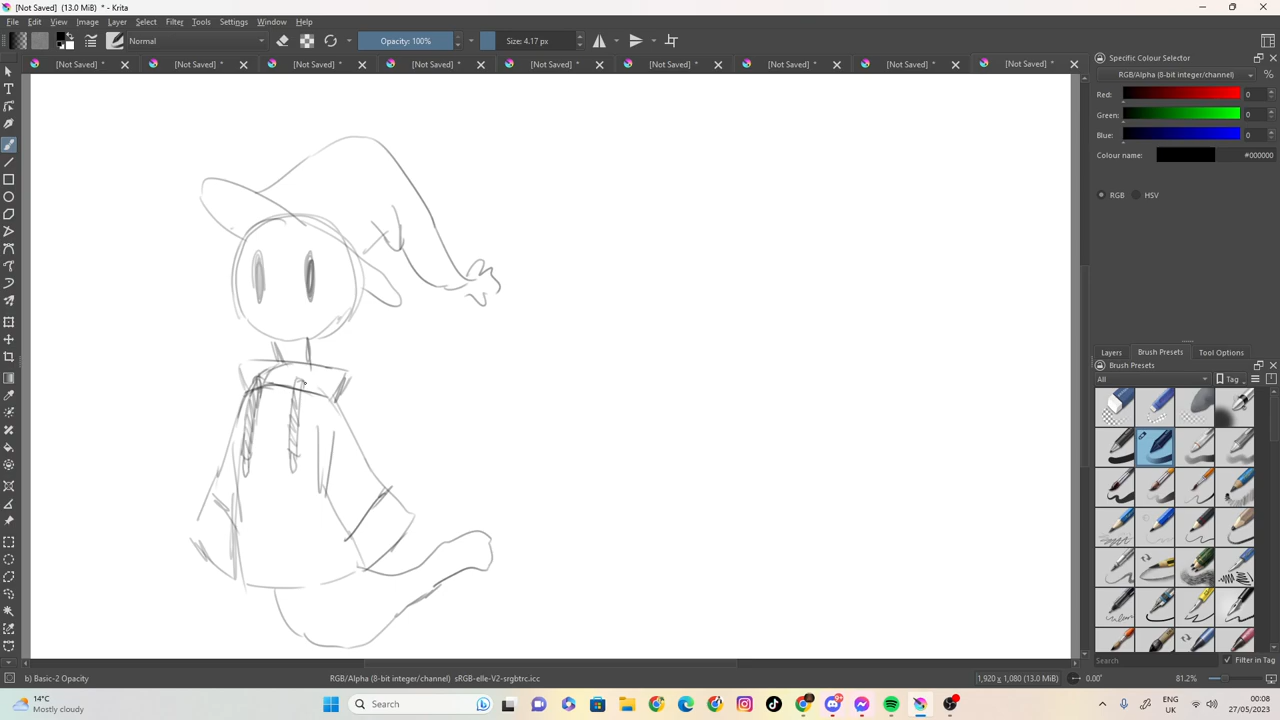 [Not Saved] (13.0 MiB) * - Krita
File Edit View Image Layer Select Filter Tools Settings Window Help
Normal Opacity: 100% Size: 4.17 px
[Not Saved] * [Not Saved] * [Not Saved] * [Not Saved] * [Not Saved] * [Not Saved] * [Not Saved] * [Not Saved] * [Not Saved] *
Specific Colour Selector
RGB/Alpha (8-bit integer/channel) %
Red: 0
Green: 0
Blue: 0
Colour name: #000000
RGB HSV
Layers Brush Presets Tool Options
Brush Presets
All Tag
Search Filter in Tag
b) Basic-2 Opacity RGB/Alpha (8-bit integer/channel) sRGB-elle-V2-srgbtrc.icc 1,920 x 1,080 (13.0 MiB) 0.00° 81.2%
14°C
Mostly cloudy
Search
ENG
UK
00:08
27/05/2023